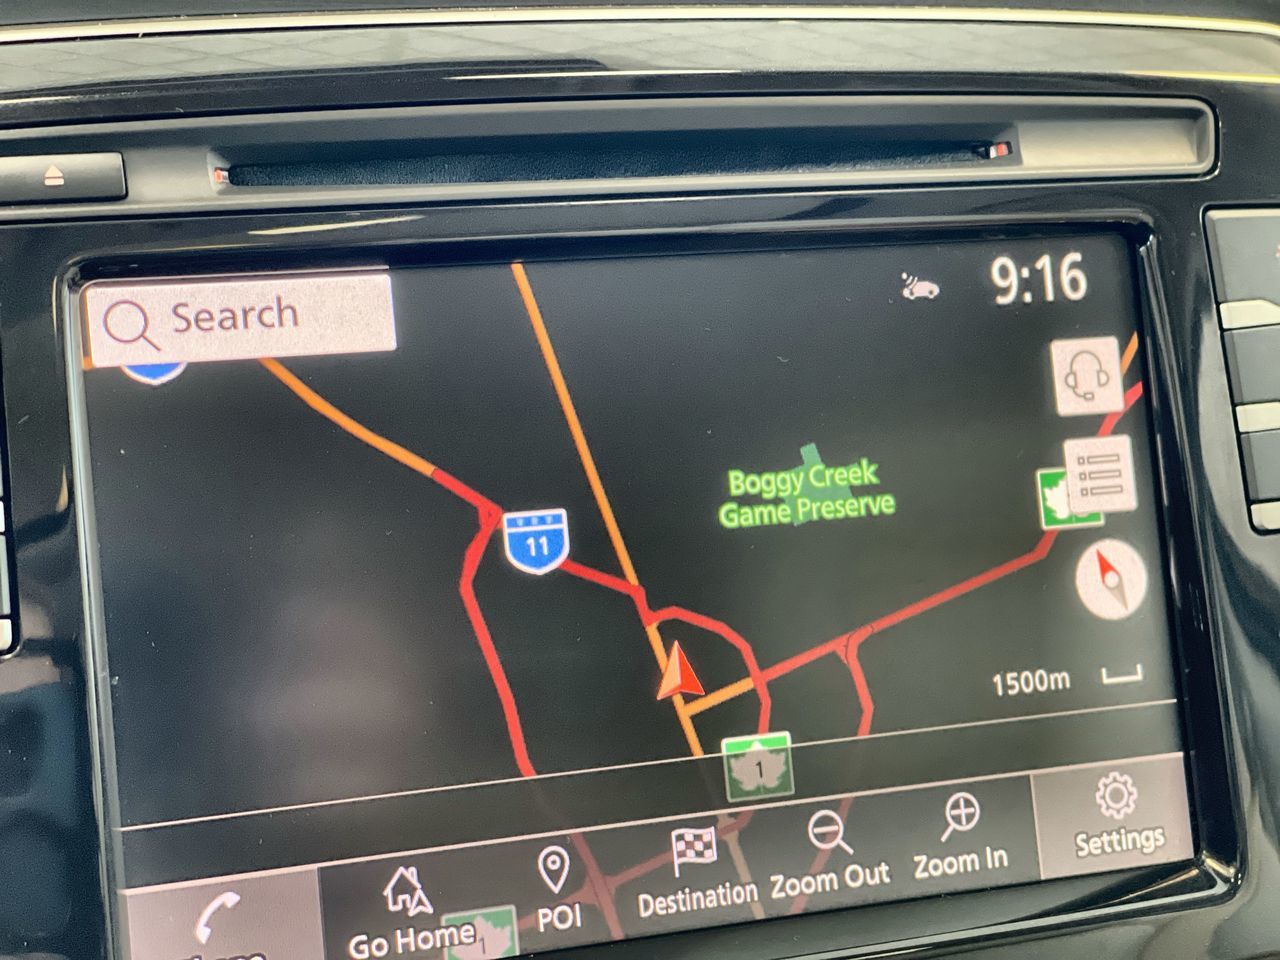 Search
9:16
Boggy Creek
Game Preserve
11
1500m
1
Settings
Zoom In
Zoom Out
Destination
POI
Go Home
1